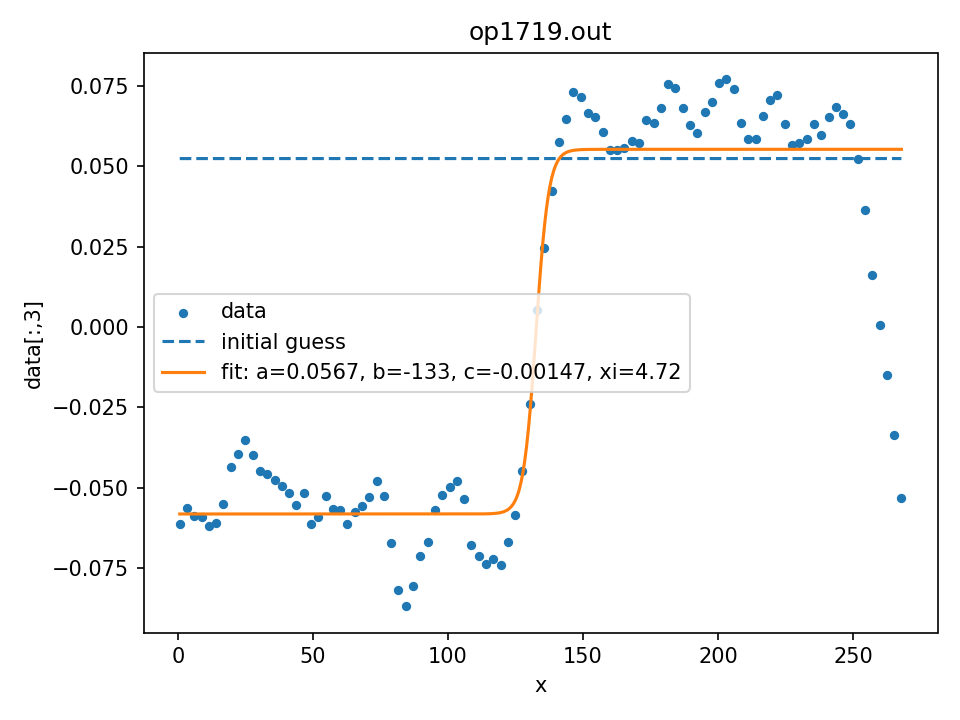 op1719.out
0.075
0.050
0.025
0.000
−0.025
−0.050
−0.075
data[:,3]
data
initial guess
fit: a=0.0567, b=-133, c=-0.00147, xi=4.72
0 50 100 150 200 250
x